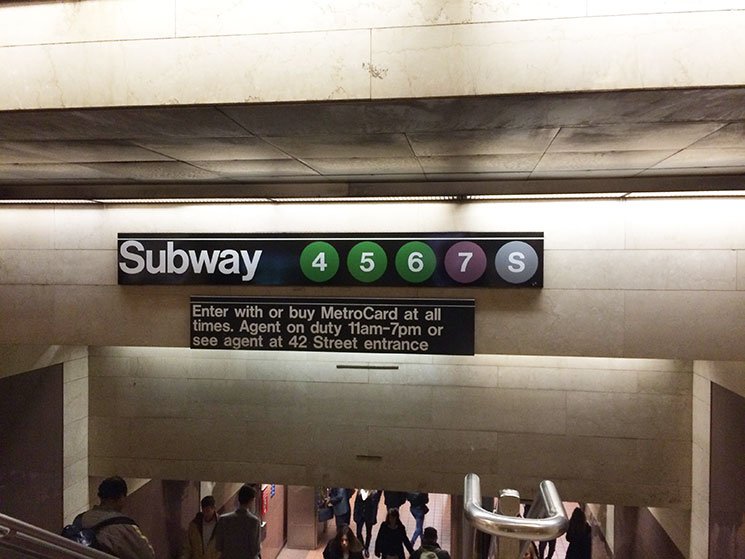 Subway 4 5 6 7 S
Enter with or buy MetroCard at all
times. Agent on duty 11am–7pm or
see agent at 42 Street entrance